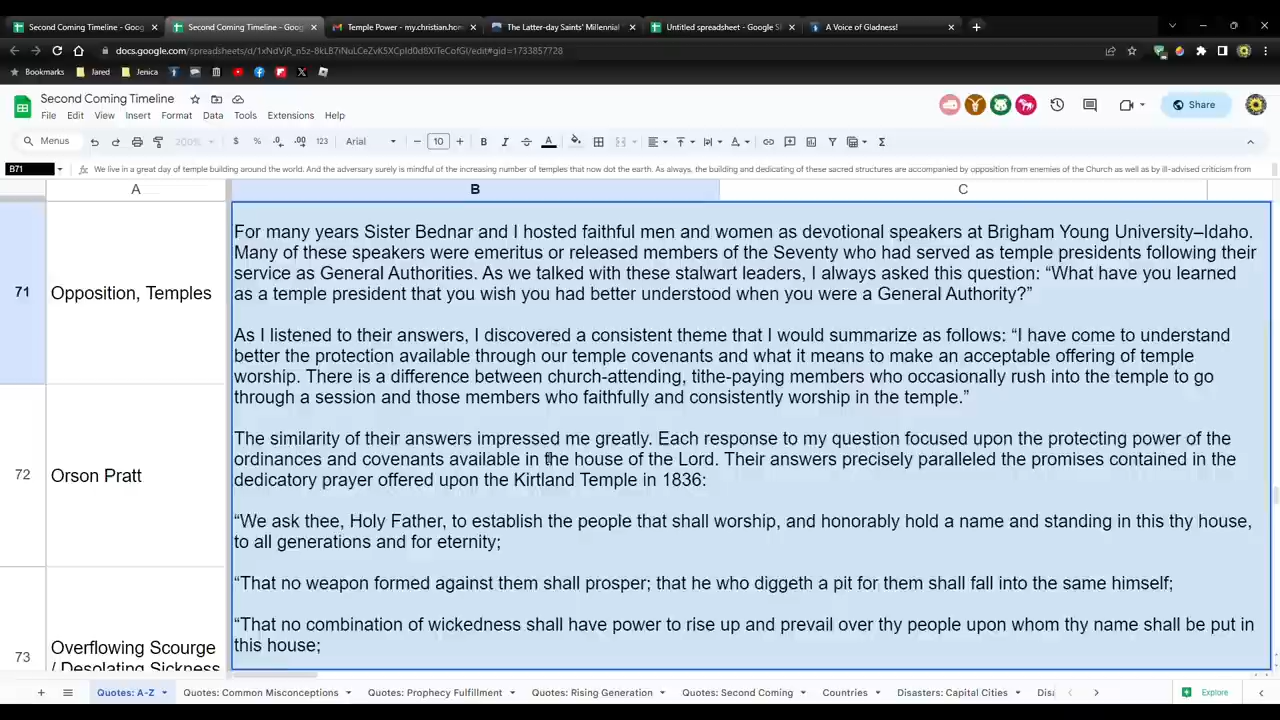 Second Coming Timeline - Goog
Second Coming Timeline - Goog
Temple Power - my.christian.hom
The Latter-day Saints' Millennial
Untitled spreadsheet - Google Sh
A Voice of Gladness!
Bookmarks
Jared
Jenica
Second Coming Timeline
File Edit View Insert Format Data Tools Extensions Help
Share
Menus
200%
$ % .0 .00 123
Arial
10
B71
We live in a great day of temple building around the world. And the adversary surely is mindful of the increasing number of temples that now dot the earth. As always, the building and dedicating of these sacred structures are accompanied by opposition from enemies of the Church as well as by ill-advised criticism from
A B C
71
Opposition, Temples
72
Orson Pratt
73
Overflowing Scourge
/ Desolating Sickness
For many years Sister Bednar and I hosted faithful men and women as devotional speakers at Brigham Young University–Idaho.
Many of these speakers were emeritus or released members of the Seventy who had served as temple presidents following their
service as General Authorities. As we talked with these stalwart leaders, I always asked this question: “What have you learned
as a temple president that you wish you had better understood when you were a General Authority?”
As I listened to their answers, I discovered a consistent theme that I would summarize as follows: “I have come to understand
better the protection available through our temple covenants and what it means to make an acceptable offering of temple
worship. There is a difference between church-attending, tithe-paying members who occasionally rush into the temple to go
through a session and those members who faithfully and consistently worship in the temple.”
The similarity of their answers impressed me greatly. Each response to my question focused upon the protecting power of the
ordinances and covenants available in the house of the Lord. Their answers precisely paralleled the promises contained in the
dedicatory prayer offered upon the Kirtland Temple in 1836:
“We ask thee, Holy Father, to establish the people that shall worship, and honorably hold a name and standing in this thy house,
to all generations and for eternity;
“That no weapon formed against them shall prosper; that he who diggeth a pit for them shall fall into the same himself;
“That no combination of wickedness shall have power to rise up and prevail over thy people upon whom thy name shall be put in
this house;
Quotes: A-Z
Quotes: Common Misconceptions
Quotes: Prophecy Fulfillment
Quotes: Rising Generation
Quotes: Second Coming
Countries
Disasters: Capital Cities
Explore